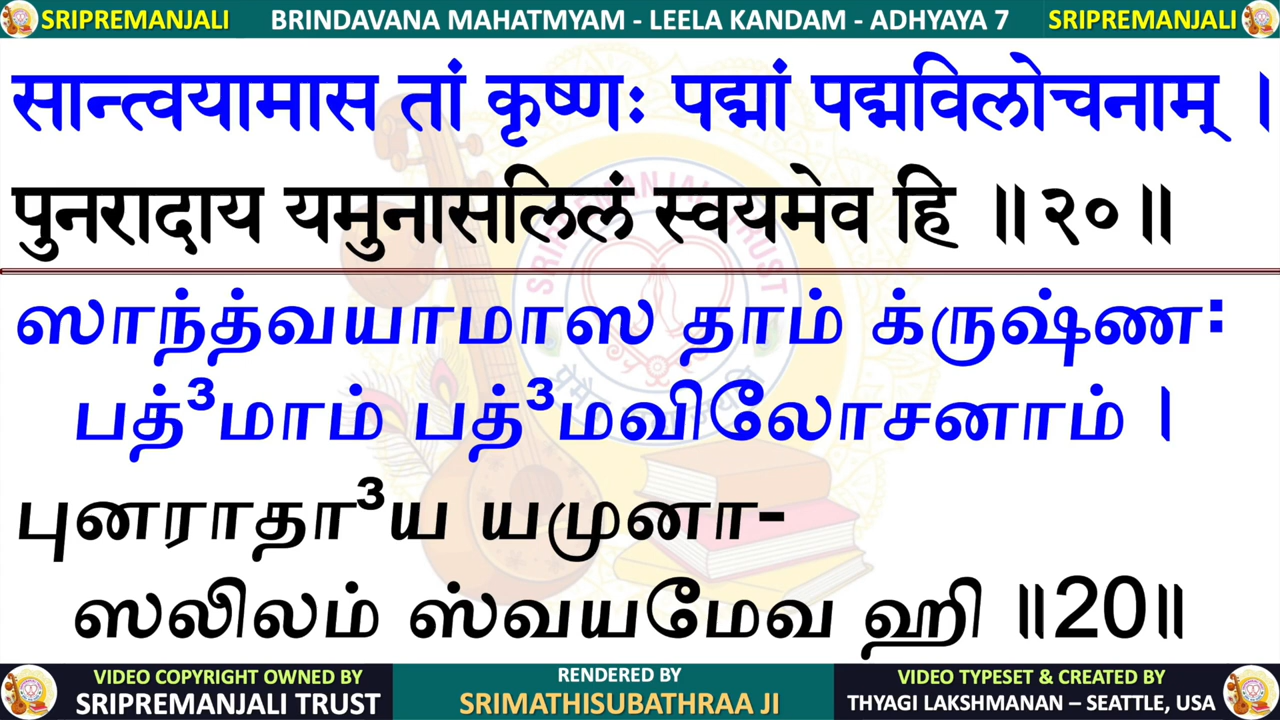 SRIPREMANJALI BRINDAVANA MAHATMYAM - LEELA KANDAM - ADHYAYA 7 SRIPREMANJALI
सान्त्वयामास तां कृष्णः पद्मां पद्मविलोचनाम् ।
पुनरादाय यमुनासलिलं स्वयमेव हि ॥२०॥
ஸாந்த்வயாமாஸ தாம் க்ருஷ்ண:
பத்³மாம் பத்³மவிலோசனாம் ।
புனராதா³ய யமுனா-
ஸலிலம் ஸ்வயமேவ ஹி ॥20॥
VIDEO COPYRIGHT OWNED BY
SRIPREMANJALI TRUST
RENDERED BY
SRIMATHISUBATHRAA JI
VIDEO TYPESET & CREATED BY
THYAGI LAKSHMANAN – SEATTLE, USA